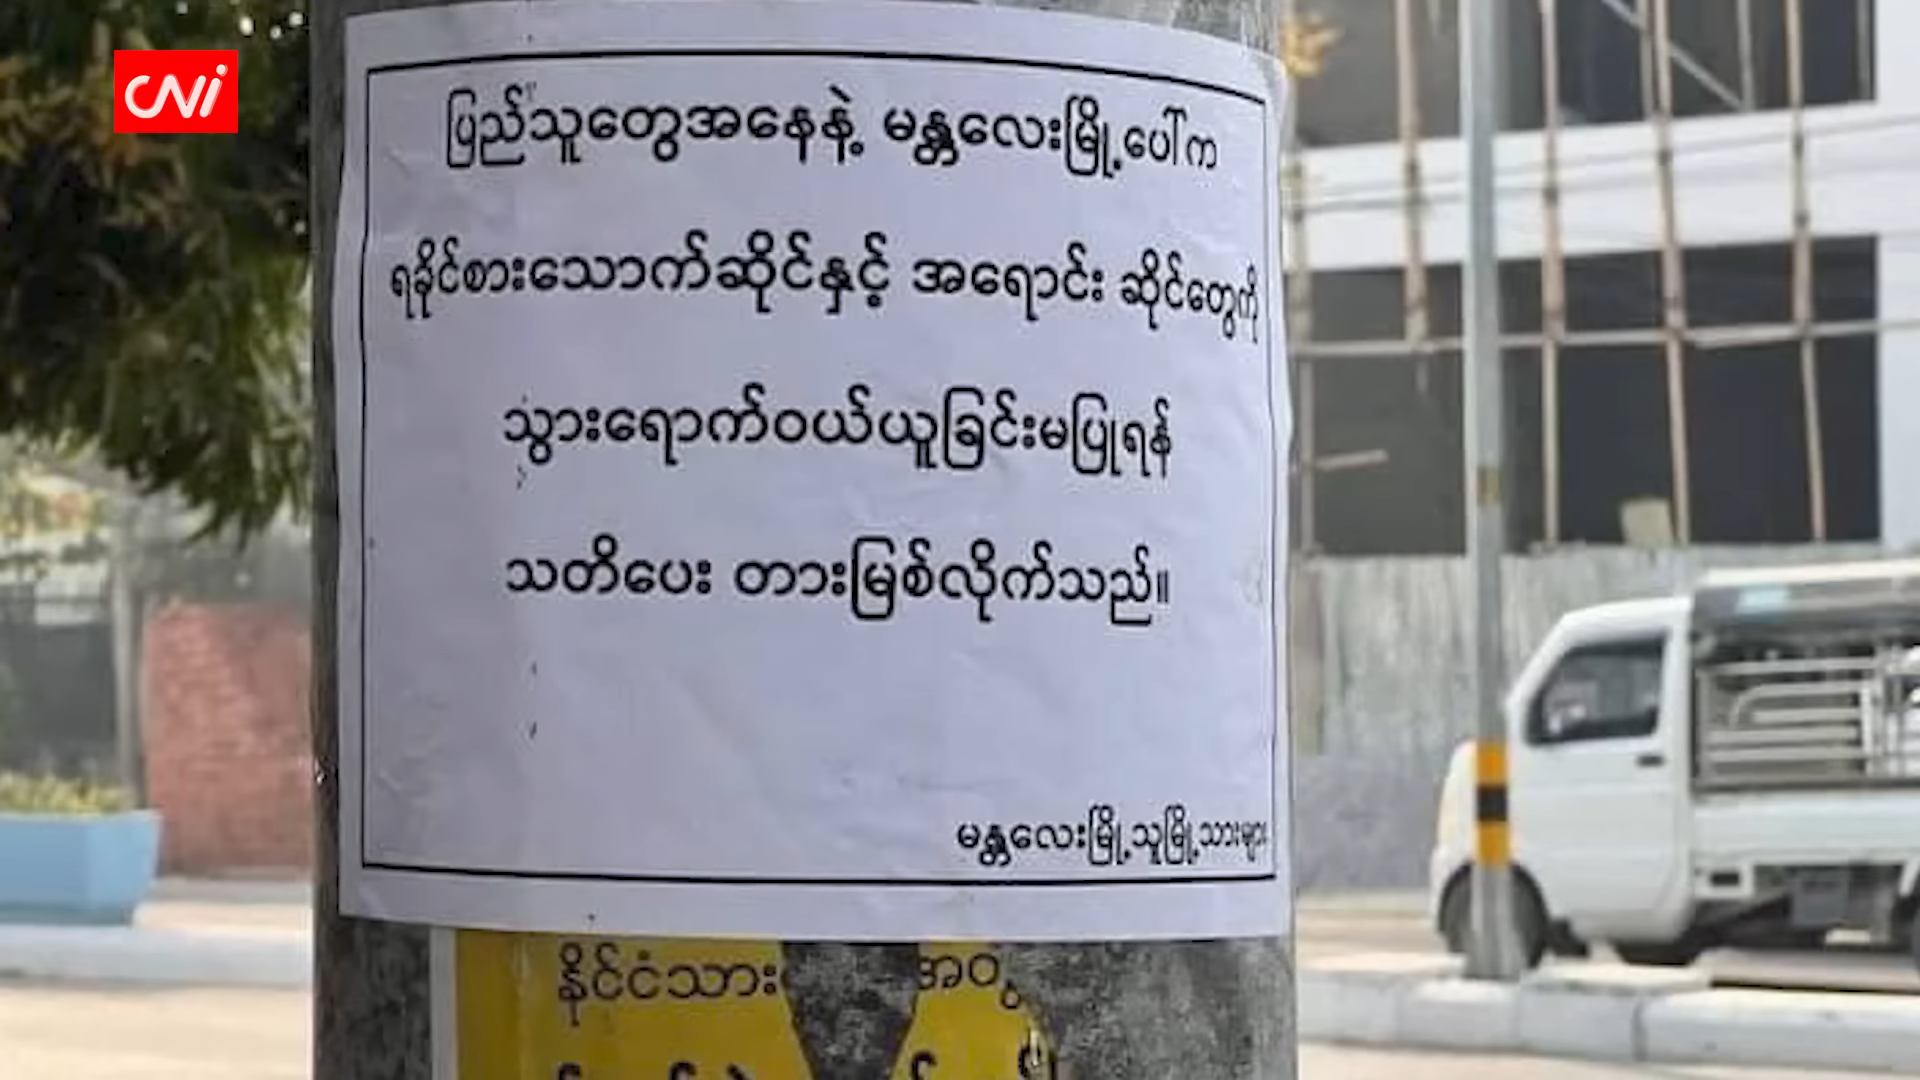 CNi
ပြည်သူတွေအနေနဲ့ မန္တလေးမြို့ပေါ်က
ရခိုင်စားသောက်ဆိုင်နှင့် အရောင်း ဆိုင်တွေကို
သွားရောက်ဝယ်ယူခြင်းမပြုရန်
သတိပေး တားမြစ်လိုက်သည်။
မန္တလေးမြို့သူမြို့သားများ
နိုင်ငံသား